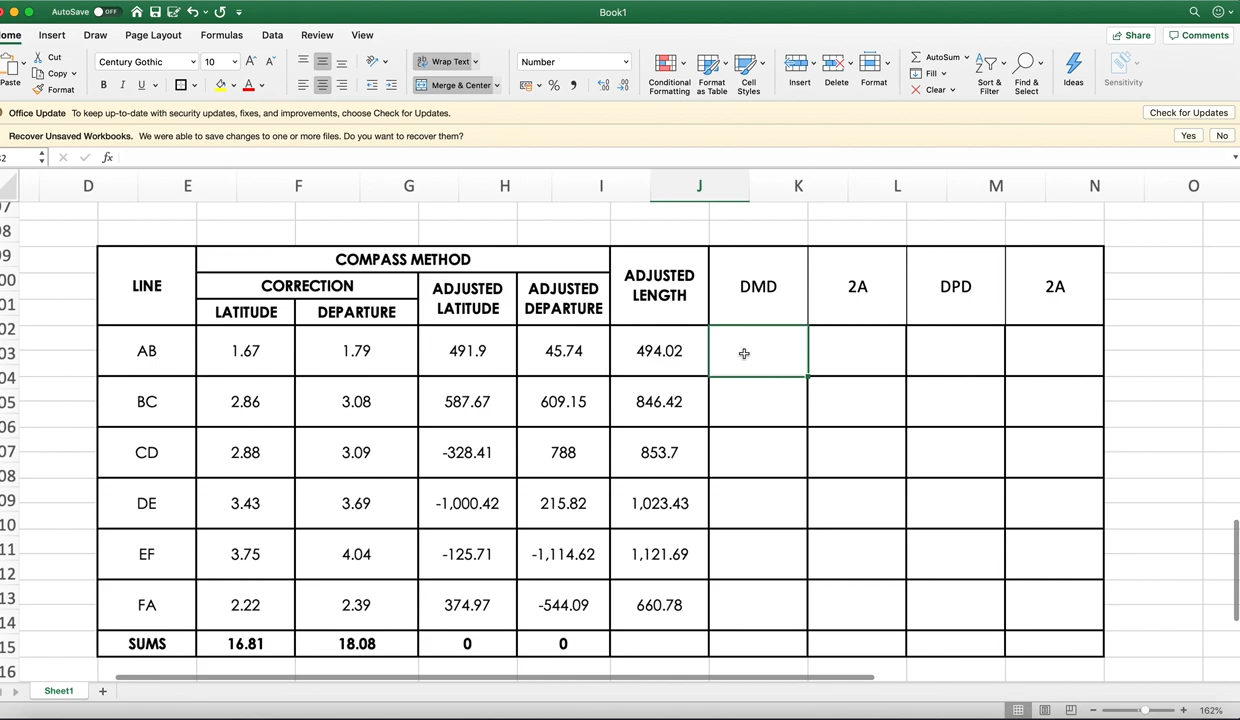 AutoSave OFF Book1
ome Insert Draw Page Layout Formulas Data Review View Share Comments
Paste Cut Copy Format Century Gothic 10 A A B I U A Wrap Text Merge & Center Number % Conditional Formatting Format as Table Cell Styles Insert Delete Format AutoSum Fill Clear Sort & Filter Find & Select Ideas Sensitivity
Office Update To keep up-to-date with security updates, fixes, and improvements, choose Check for Updates. Check for Updates
Recover Unsaved Workbooks. We were able to save changes to one or more files. Do you want to recover them? Yes No
fx
D E F G H I J K L M N O
98
LINE COMPASS METHOD ADJUSTED LENGTH DMD 2A DPD 2A
CORRECTION ADJUSTED LATITUDE ADJUSTED DEPARTURE
LATITUDE DEPARTURE
AB 1.67 1.79 491.9 45.74 494.02
BC 2.86 3.08 587.67 609.15 846.42
CD 2.88 3.09 -328.41 788 853.7
DE 3.43 3.69 -1,000.42 215.82 1,023.43
EF 3.75 4.04 -125.71 -1,114.62 1,121.69
FA 2.22 2.39 374.97 -544.09 660.78
SUMS 16.81 18.08 0 0
Sheet1 +
162%